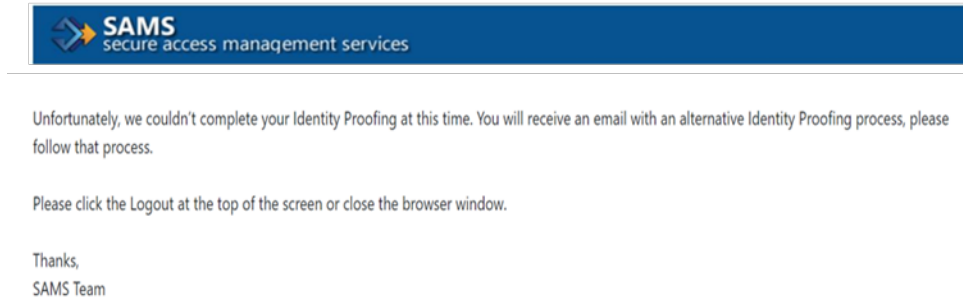 SAMS
secure access management services
Unfortunately, we couldn't complete your Identity Proofing at this time. You will receive an email with an alternative Identity Proofing process, please
follow that process.
Please click the Logout at the top of the screen or close the browser window.
Thanks,
SAMS Team